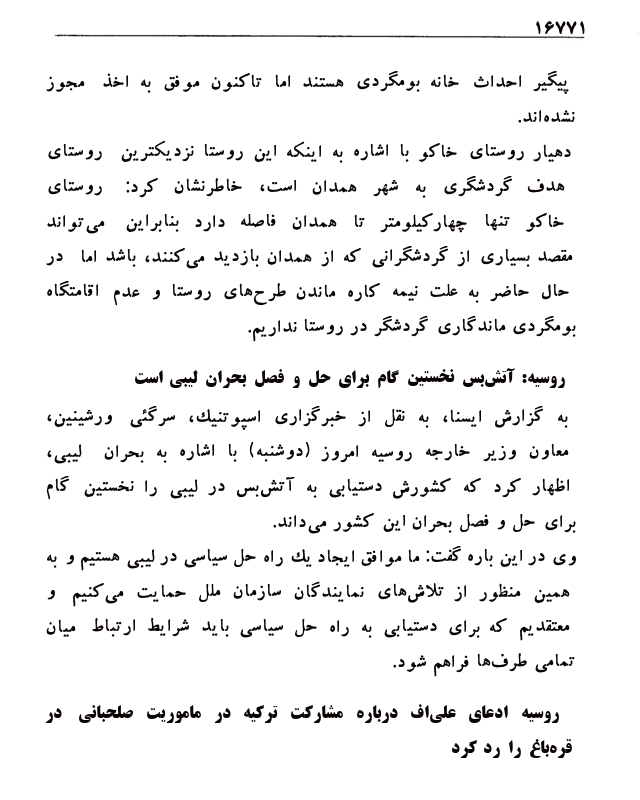 ۱۶۷۷۱
پیگیر احداث خانه بومگردی هستند اما تاکنون موفق به اخذ مجوز
نشده‌اند.
دهیار روستای خاکو با اشاره به اینکه این روستا نزدیکترین روستای
هدف گردشگری به شهر همدان است، خاطرنشان کرد: روستای
خاکو تنها چهارکیلومتر تا همدان فاصله دارد بنابراین می‌تواند
مقصد بسیاری از گردشگرانی که از همدان بازدید می‌کنند، باشد اما در
حال حاضر به علت نیمه کاره ماندن طرح‌های روستا و عدم اقامتگاه
بومگردی ماندگاری گردشگر در روستا نداریم.
روسیه: آتش‌بس نخستین گام برای حل و فصل بحران لیبی است
به گزارش ایسنا، به نقل از خبرگزاری اسپوتنیك، سرگئی ورشینین،
معاون وزیر خارجه روسیه امروز (دوشنبه) با اشاره به بحران لیبی،
اظهار کرد که کشورش دستیابی به آتش‌بس در لیبی را نخستین گام
برای حل و فصل بحران این کشور می‌داند.
وی در این باره گفت: ما موافق ایجاد یك راه حل سیاسی در لیبی هستیم و به
همین منظور از تلاش‌های نمایندگان سازمان ملل حمایت می‌کنیم و
معتقدیم که برای دستیابی به راه حل سیاسی باید شرایط ارتباط میان
تمامی طرف‌ها فراهم شود.
روسیه ادعای علی‌اف درباره مشارکت ترکیه در ماموریت صلحبانی در
قره‌باغ را رد کرد